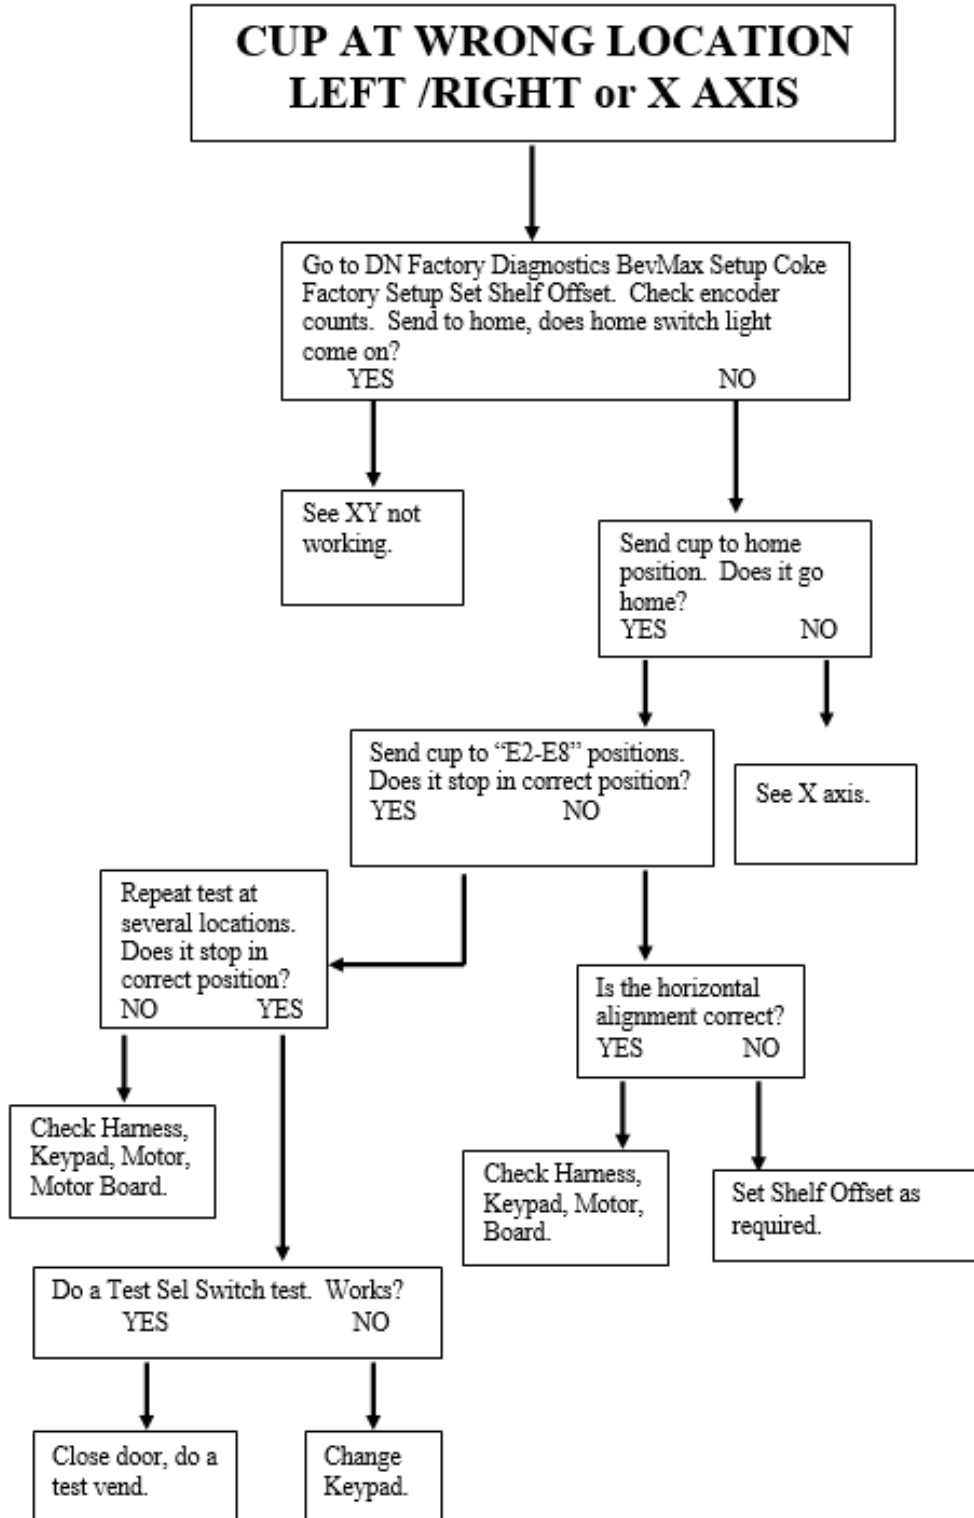 CUP AT WRONG LOCATION
LEFT /RIGHT or X AXIS
Go to DN Factory Diagnostics BevMax Setup Coke
Factory Setup Set Shelf Offset.  Check encoder
counts.  Send to home, does home switch light
come on?
YES NO
See XY not
working.
Send cup to home
position.  Does it go
home?
YES NO
Send cup to “E2-E8” positions.
Does it stop in correct position?
YES NO
See X axis.
Repeat test at
several locations.
Does it stop in
correct position?
NO YES
Is the horizontal
alignment correct?
YES NO
Check Harness,
Keypad, Motor,
Motor Board.
Check Harness,
Keypad, Motor,
Board.
Set Shelf Offset as
required.
Do a Test Sel Switch test.  Works?
YES NO
Close door, do a
test vend.
Change
Keypad.